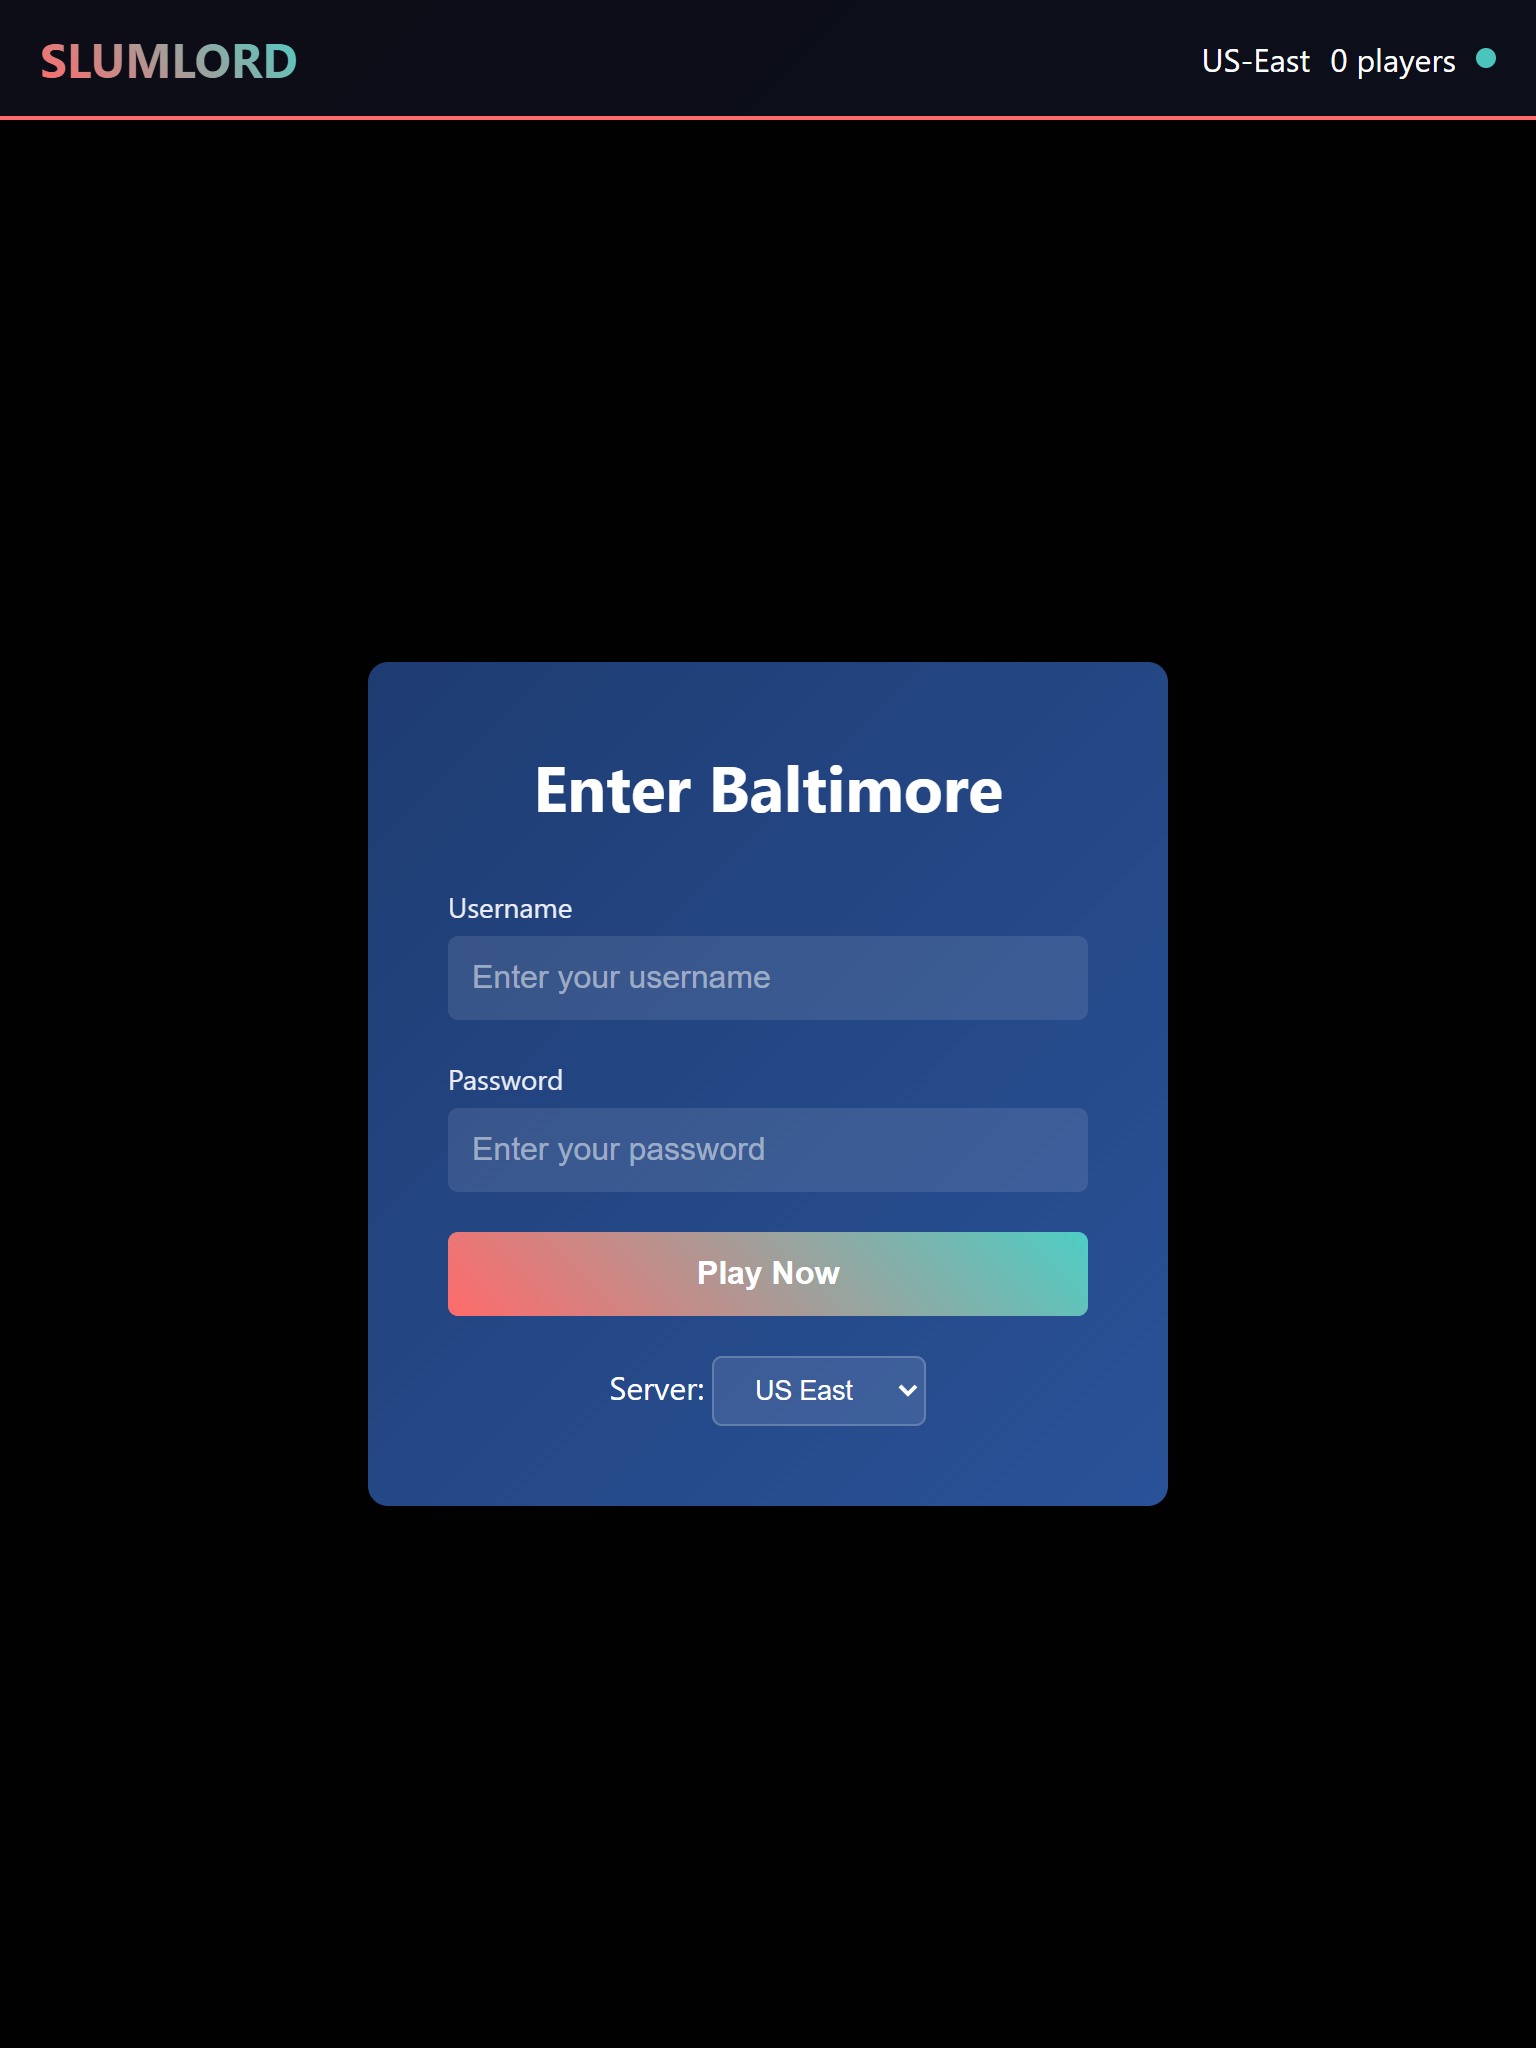 SLUMLORD
US-East 0 players
Enter Baltimore
Username
Enter your username
Password
Enter your password
Play Now
Server: US East